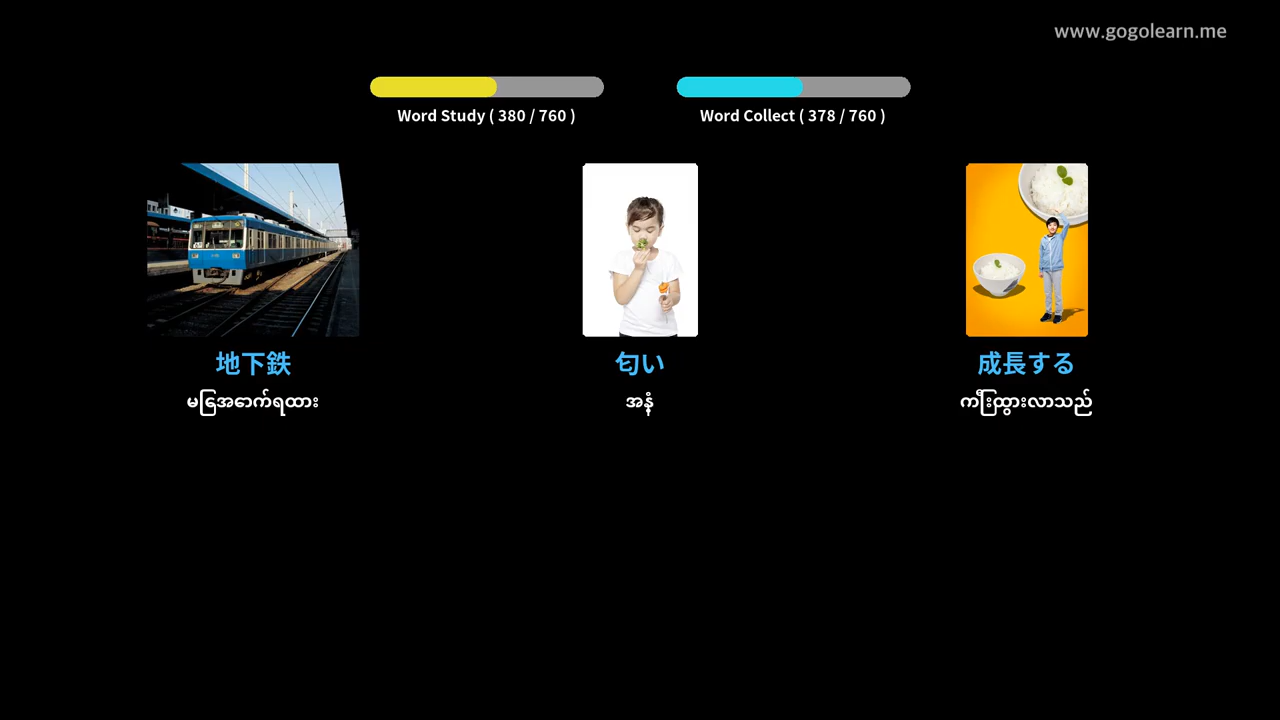 www.gogolearn.me
Word Study ( 380 / 760 )
Word Collect ( 378 / 760 )
地下鉄
匂い
成長する
မြေအောက်ရထား
အနံ့
ကြီးထွားလာသည်